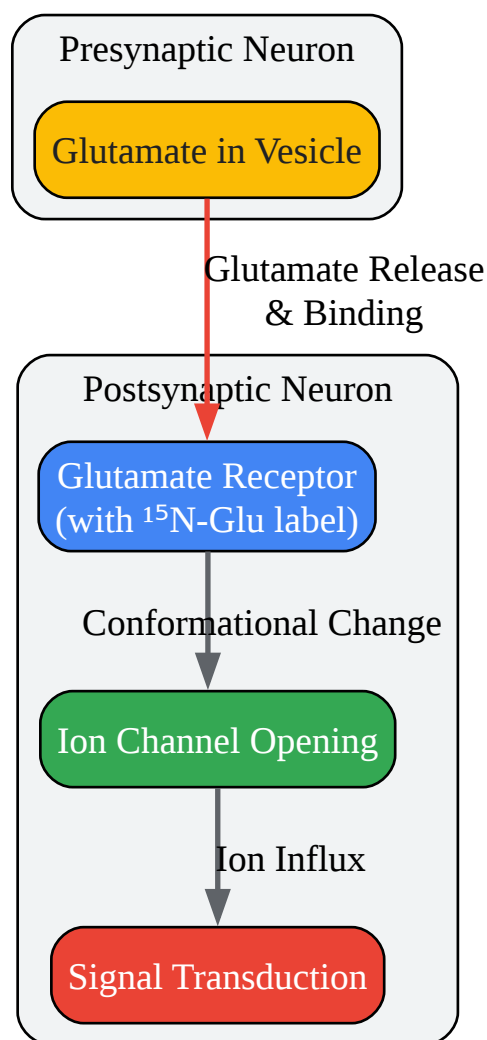 Presynaptic Neuron
Glutamate in Vesicle
Glutamate Release
& Binding
Postsynaptic Neuron
Glutamate Receptor
(with ¹⁵N-Glu label)
Conformational Change
Ion Channel Opening
Ion Influx
Signal Transduction